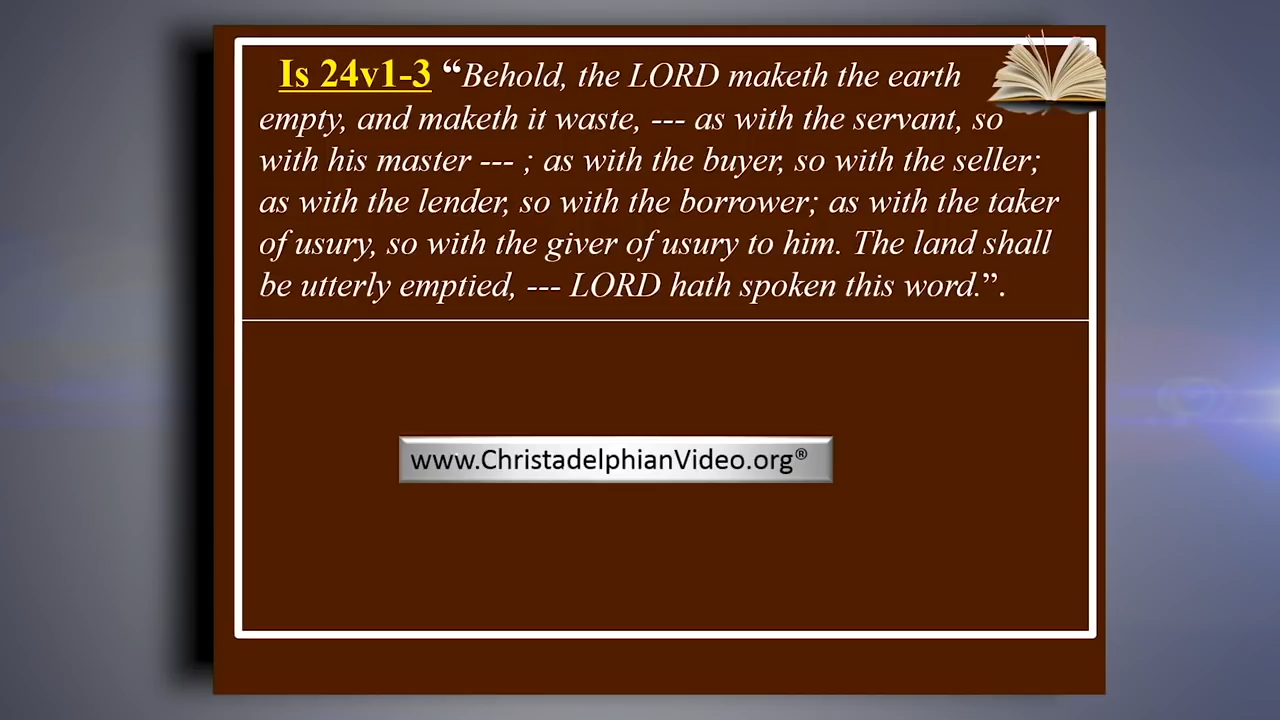 Is 24v1-3 “Behold, the LORD maketh the earth
empty, and maketh it waste, --- as with the servant, so
with his master --- ; as with the buyer, so with the seller;
as with the lender, so with the borrower; as with the taker
of usury, so with the giver of usury to him. The land shall
be utterly emptied, --- LORD hath spoken this word.”.
www.ChristadelphianVideo.org®